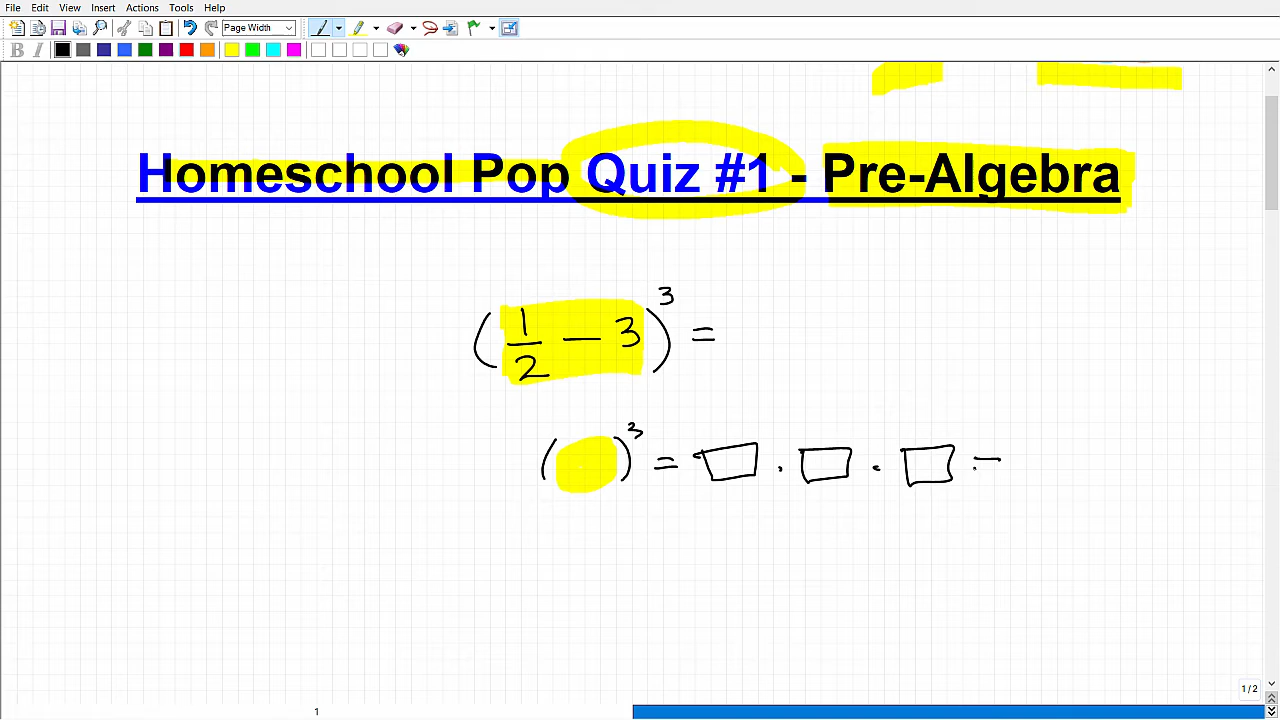 File Edit View Insert Actions Tools Help
Page Width
B I
Homeschool Pop Quiz #1 - Pre-Algebra
(1/2 — 3)³ =
( )³ = □ . □ . □ =
1/2
1